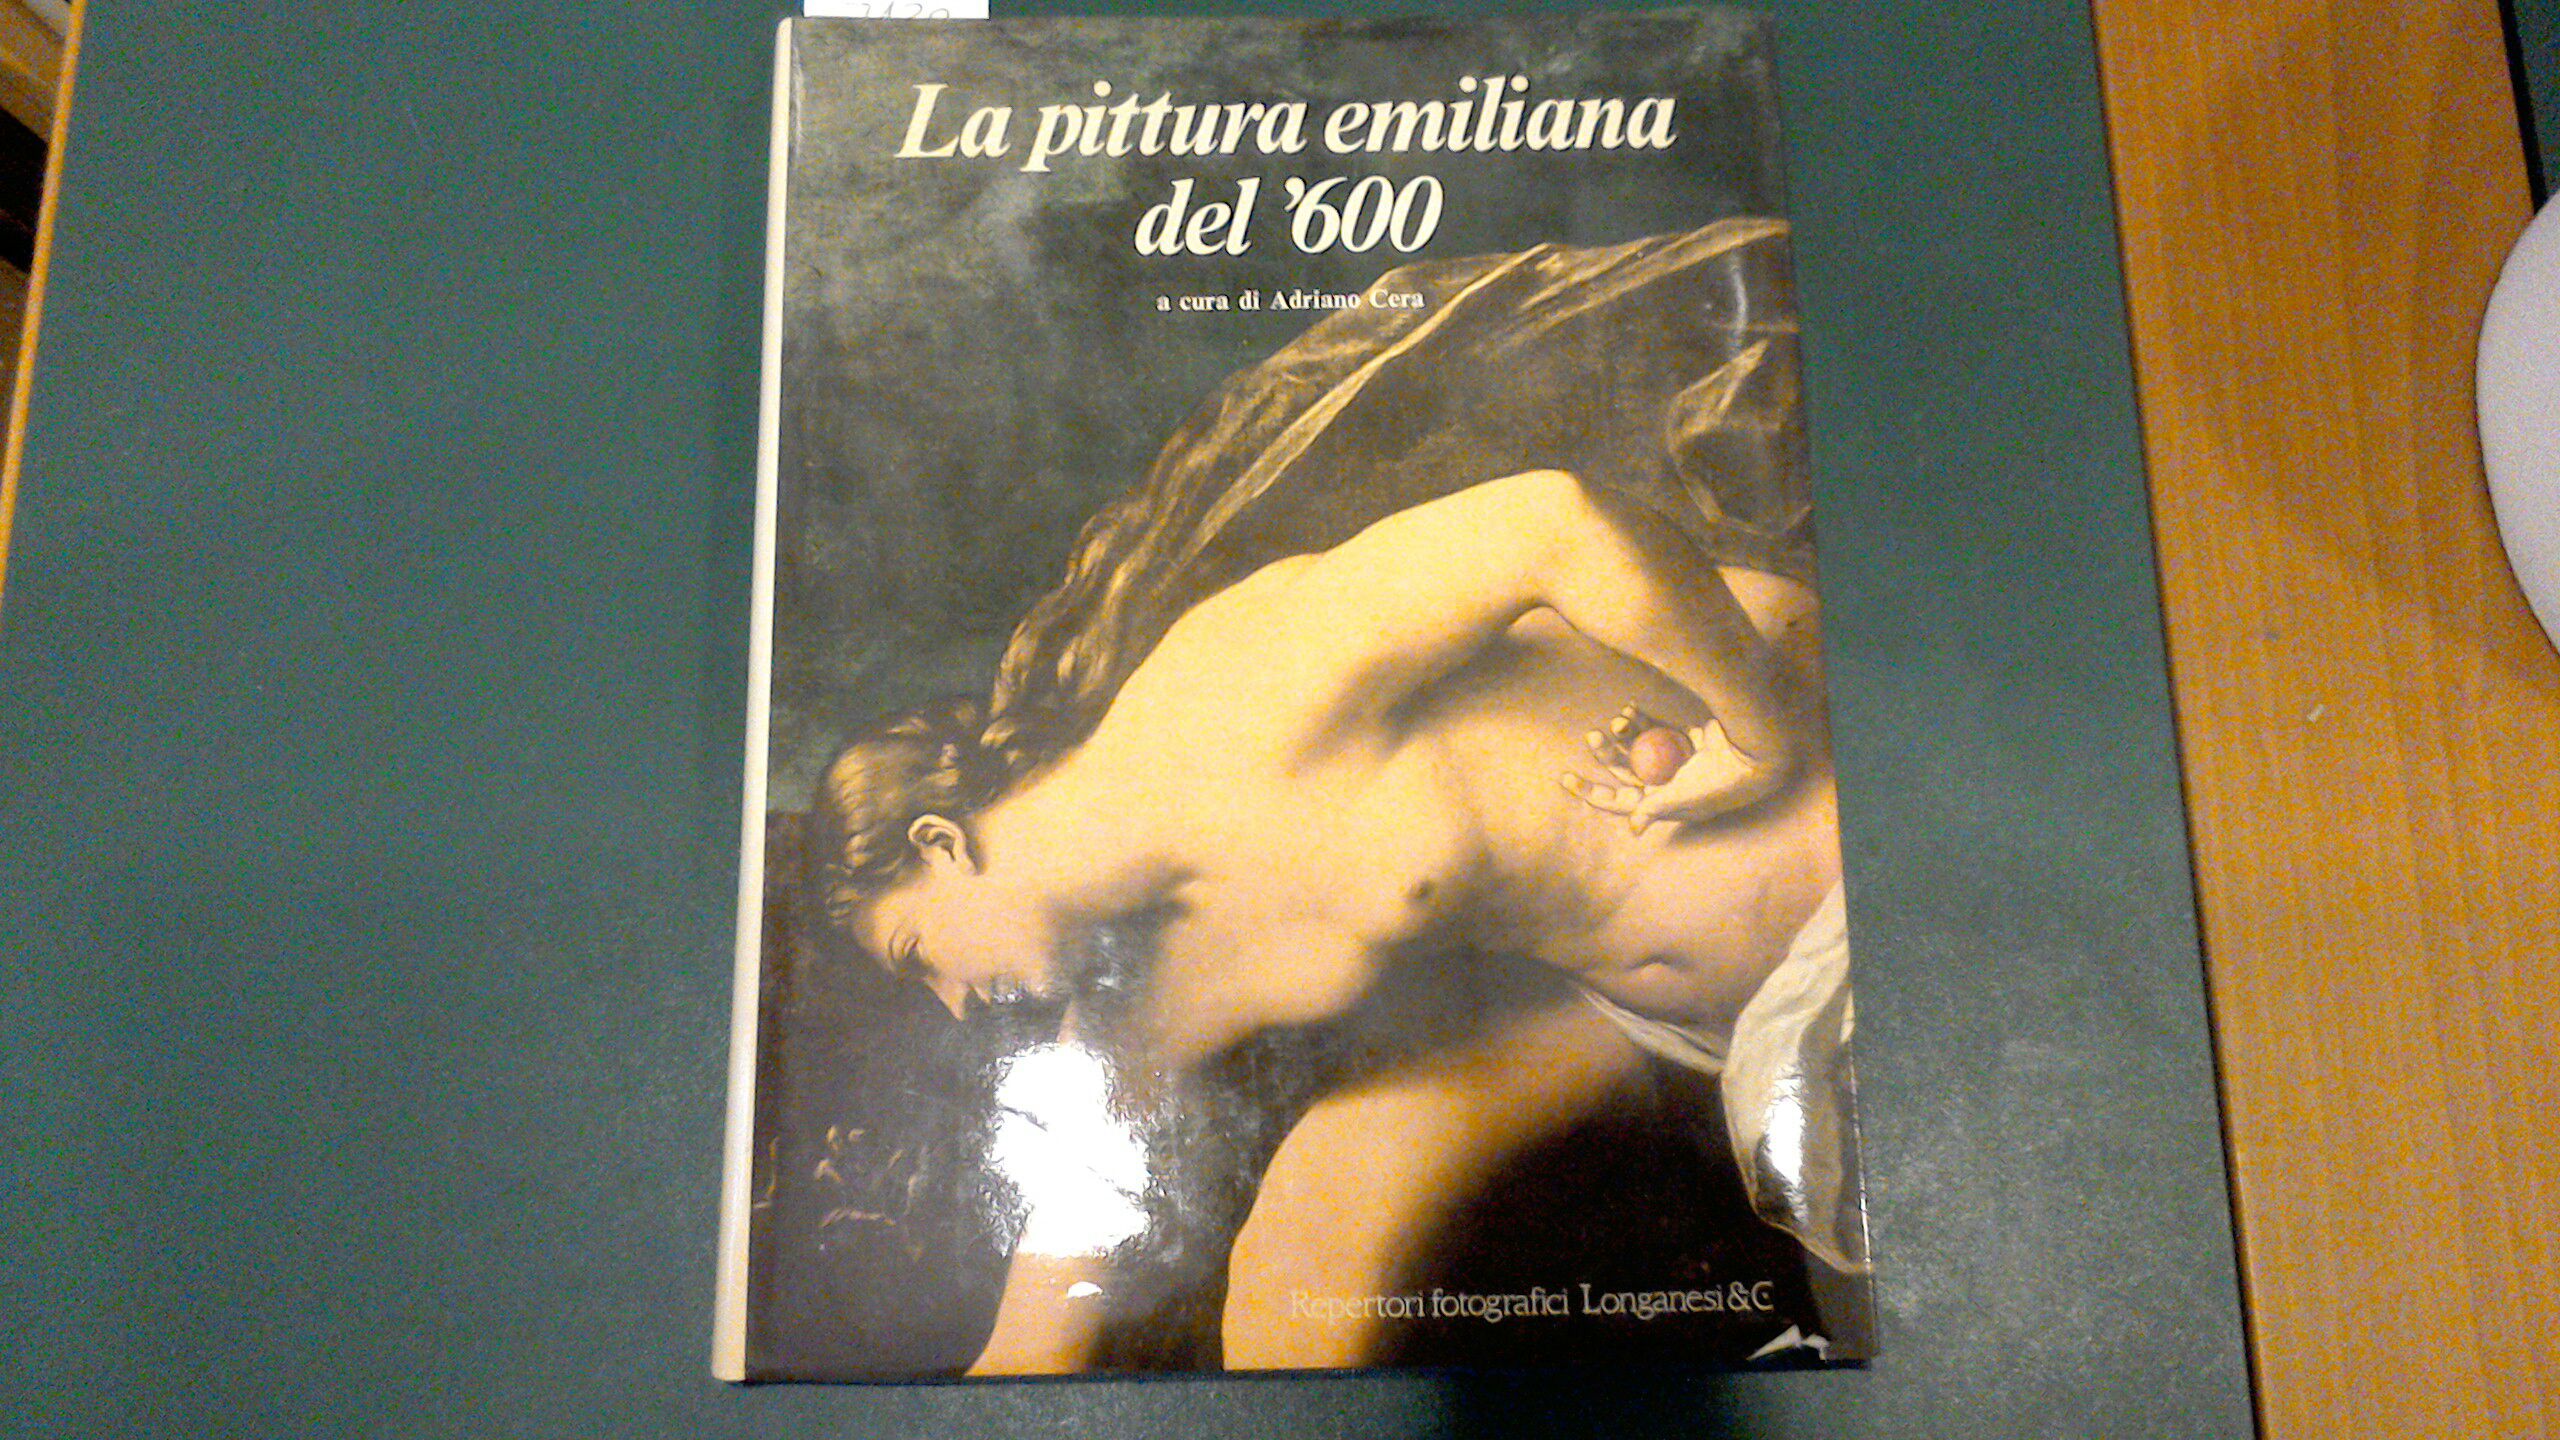 La pittura emiliana
del '600
a cura di Adriano Cera
Repertori fotografici Longanesi & C